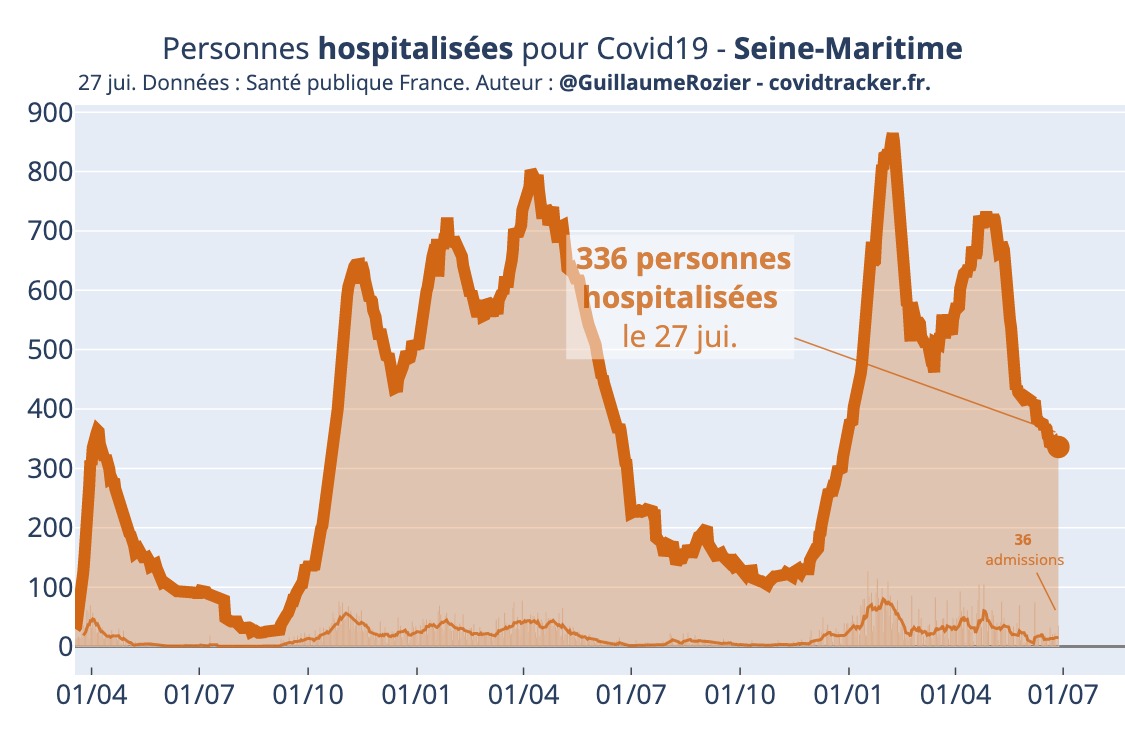 Personnes hospitalisées pour Covid19 - Seine-Maritime
27 jui. Données : Santé publique France. Auteur : @GuillaumeRozier - covidtracker.fr.
900
800
700
600
500
400
300
200
100
0
336 personnes
hospitalisées
le 27 jui.
36
admissions
01/04 01/07 01/10 01/01 01/04 01/07 01/10 01/01 01/04 01/07